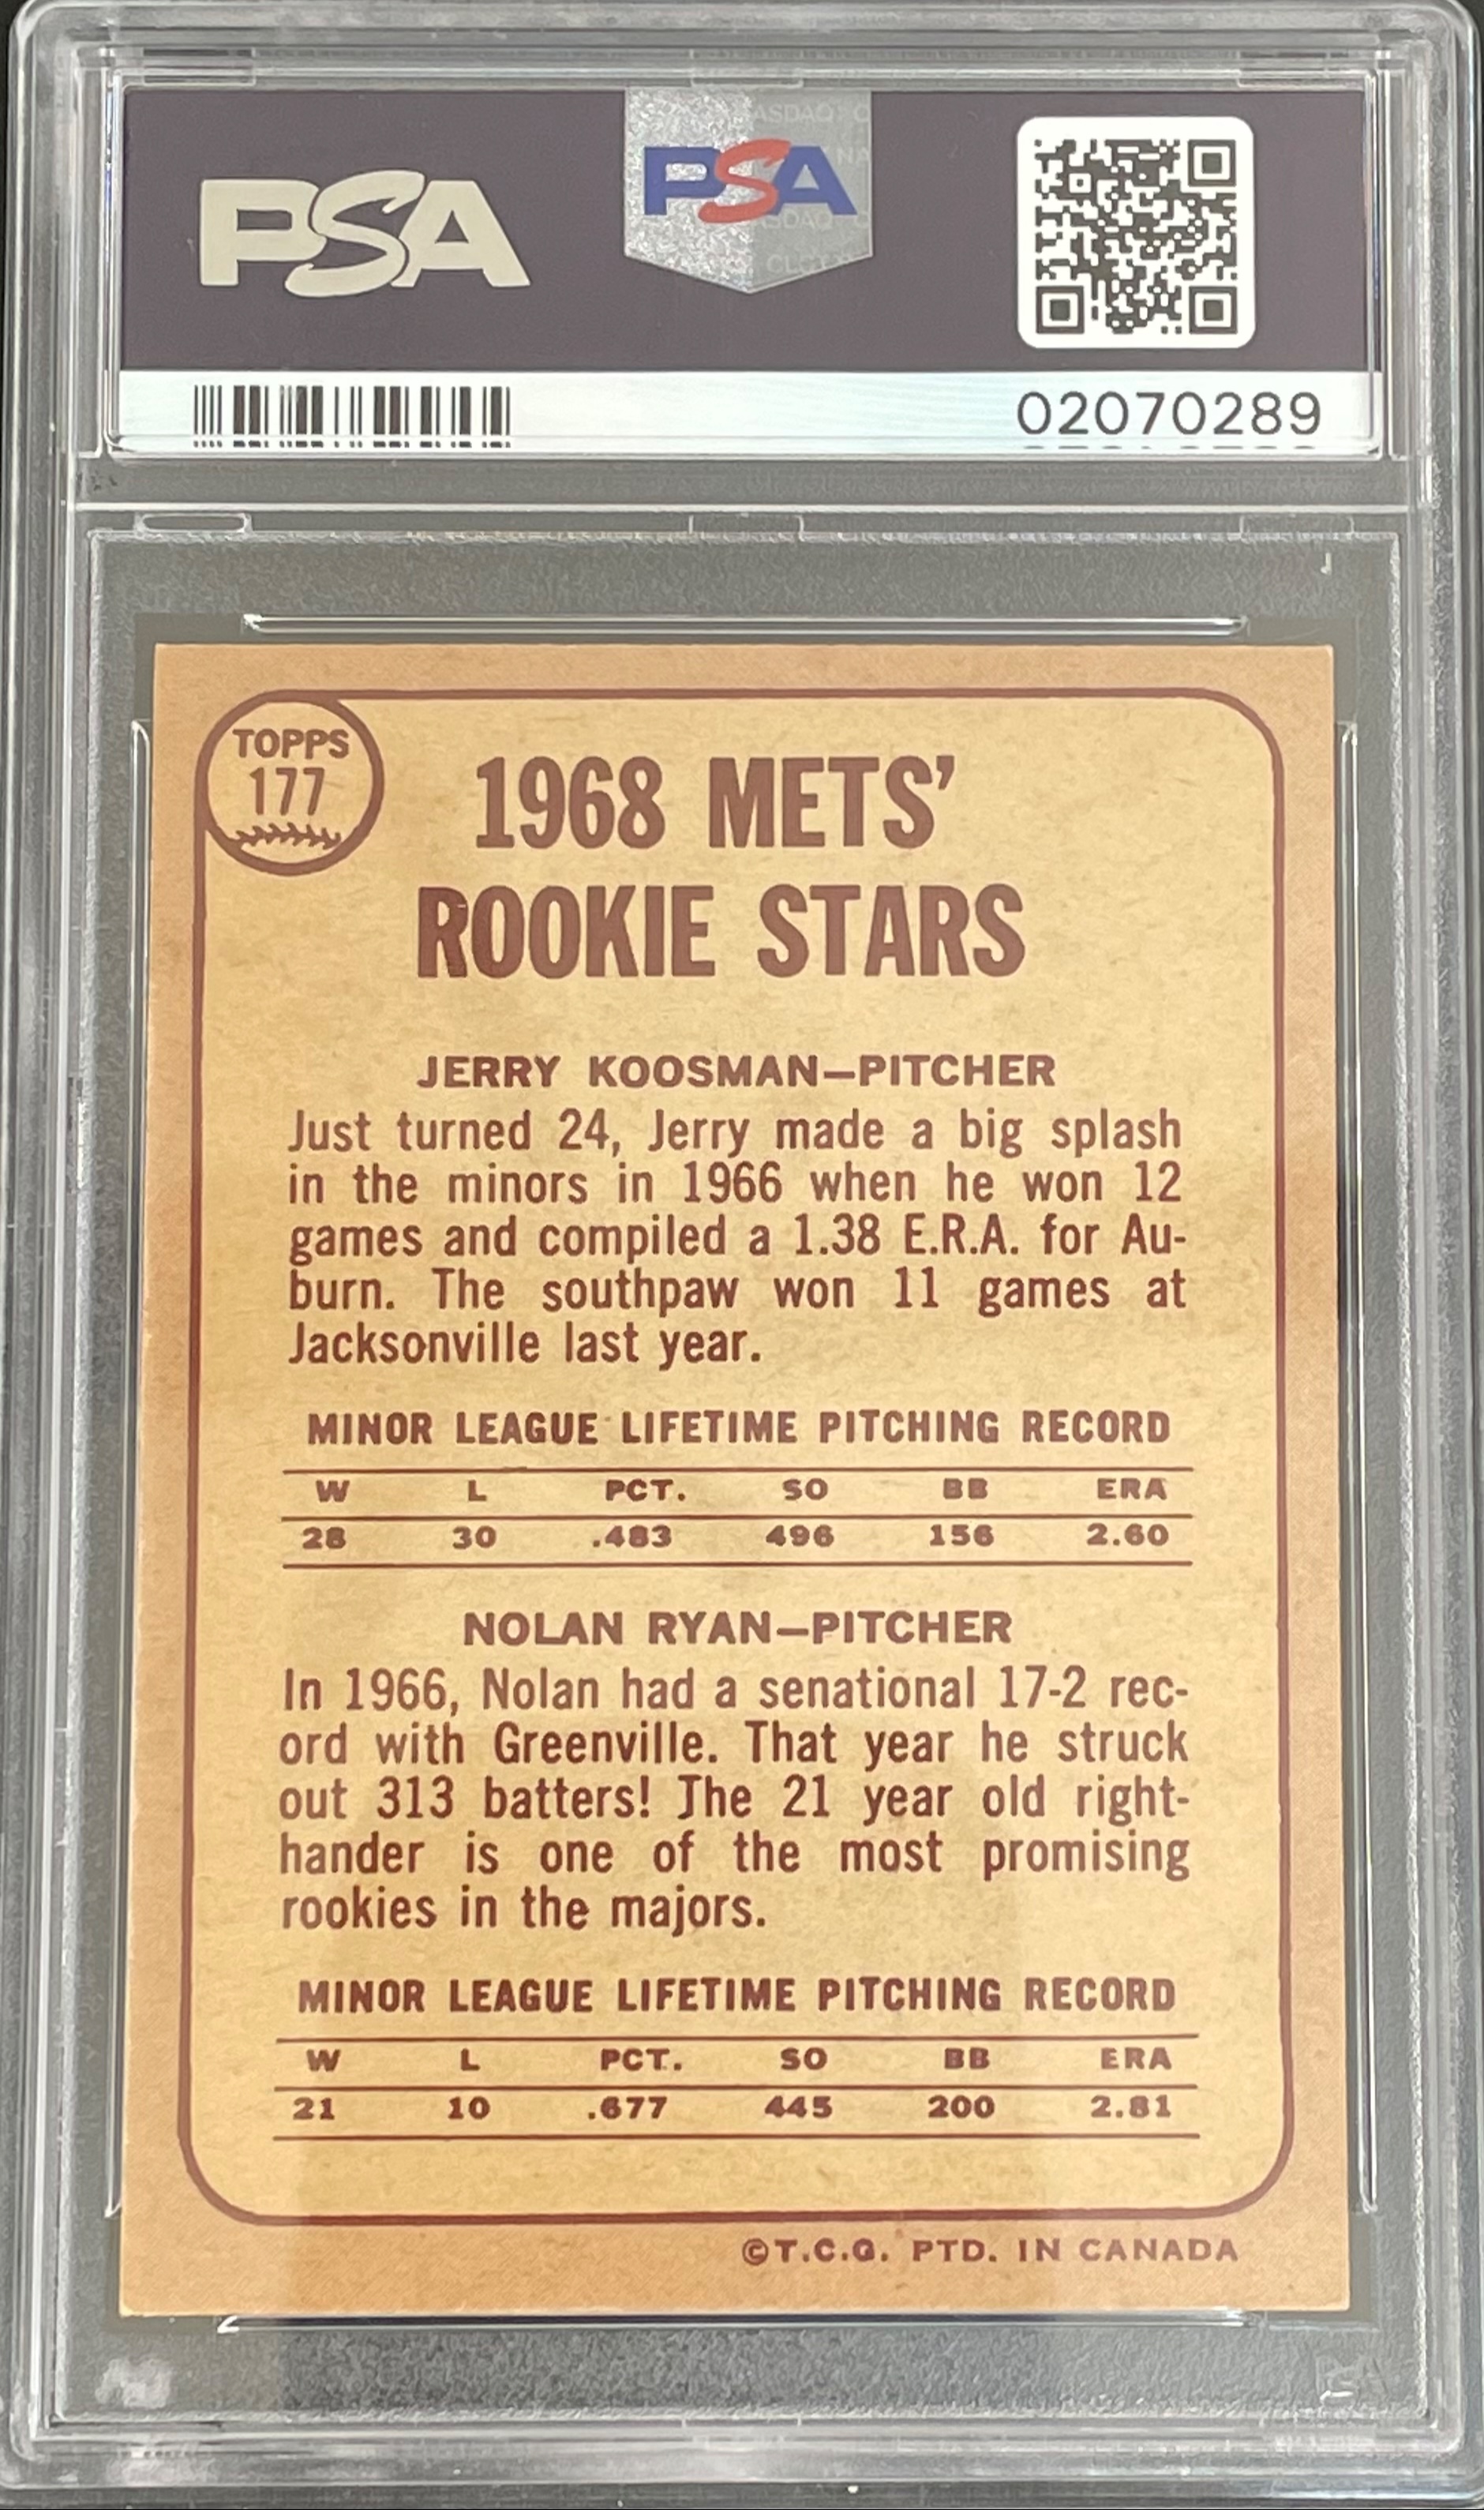 PSA
PSA
02070289
TOPPS
177
1968 METS'
ROOKIE STARS
JERRY KOOSMAN—PITCHER
Just turned 24, Jerry made a big splash
in the minors in 1966 when he won 12
games and compiled a 1.38 E.R.A. for Au-
burn. The southpaw won 11 games at
Jacksonville last year.
MINOR LEAGUE LIFETIME PITCHING RECORD
W L PCT. SO BB ERA
28 30 .483 496 156 2.60
NOLAN RYAN—PITCHER
In 1966, Nolan had a senational 17-2 rec-
ord with Greenville. That year he struck
out 313 batters! The 21 year old right-
hander is one of the most promising
rookies in the majors.
MINOR LEAGUE LIFETIME PITCHING RECORD
W L PCT. SO BB ERA
21 10 .677 445 200 2.81
©T.C.G. PTD. IN CANADA